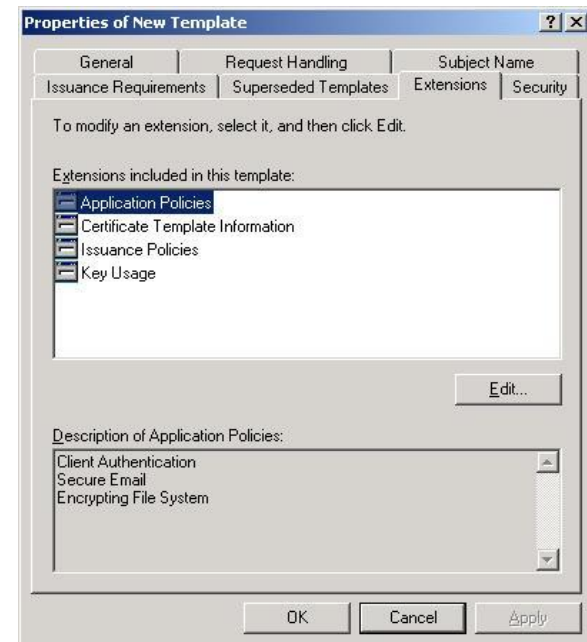 Properties of New Template
General Request Handling Subject Name
Issuance Requirements Superseded Templates Extensions Security
To modify an extension, select it, and then click Edit.
Extensions included in this template:
Application Policies
Certificate Template Information
Issuance Policies
Key Usage
Edit...
Description of Application Policies:
Client Authentication
Secure Email
Encrypting File System
OK Cancel Apply